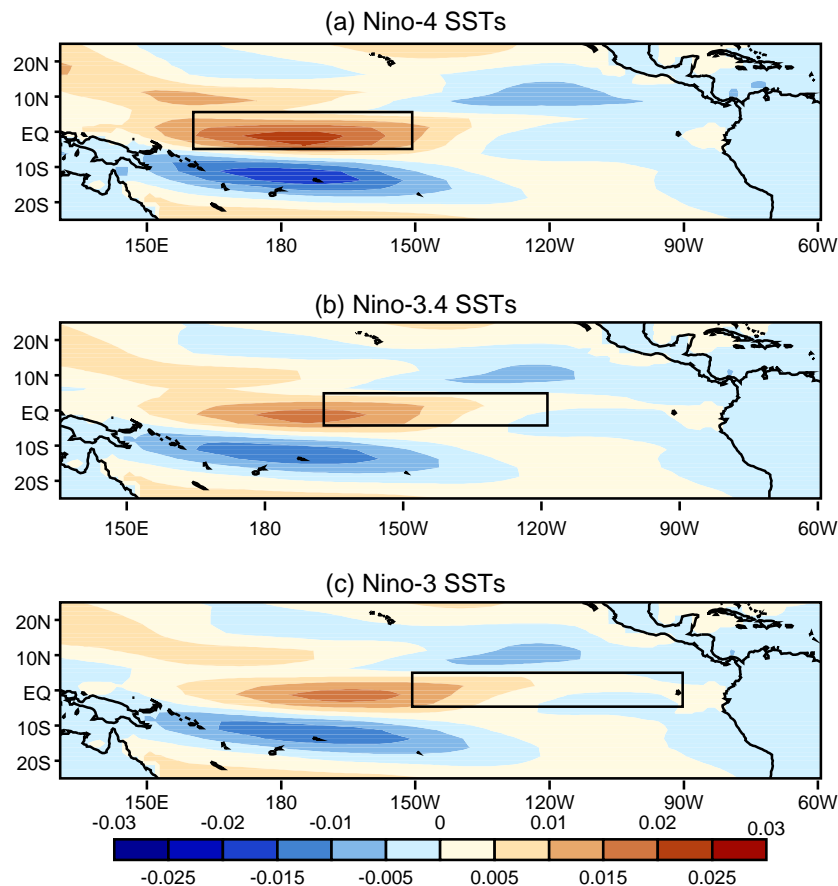 (a) Nino-4 SSTs
20N
10N
EQ
10S
20S
150E 180 150W 120W 90W 60W
(b) Nino-3.4 SSTs
20N
10N
EQ
10S
20S
150E 180 150W 120W 90W 60W
(c) Nino-3 SSTs
20N
10N
EQ
10S
20S
150E 180 150W 120W 90W 60W
-0.03 -0.02 -0.01 0 0.01 0.02 0.03
-0.025 -0.015 -0.005 0.005 0.015 0.025